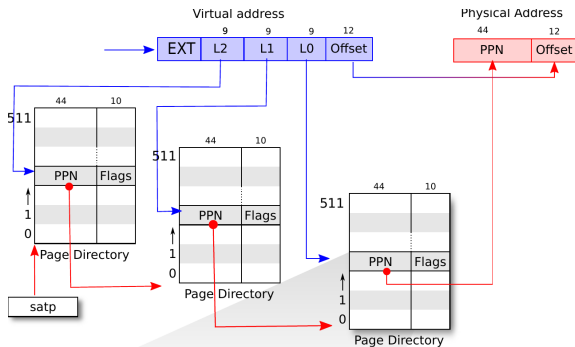 Virtual address
Physical Address
9 9 9 12
44 12
EXT L2 L1 L0 Offset
PPN Offset
44 10
511
PPN Flags
1
0
Page Directory
satp
44 10
511
PPN Flags
1
0
Page Directory
44 10
511
PPN Flags
1
0
Page Directory